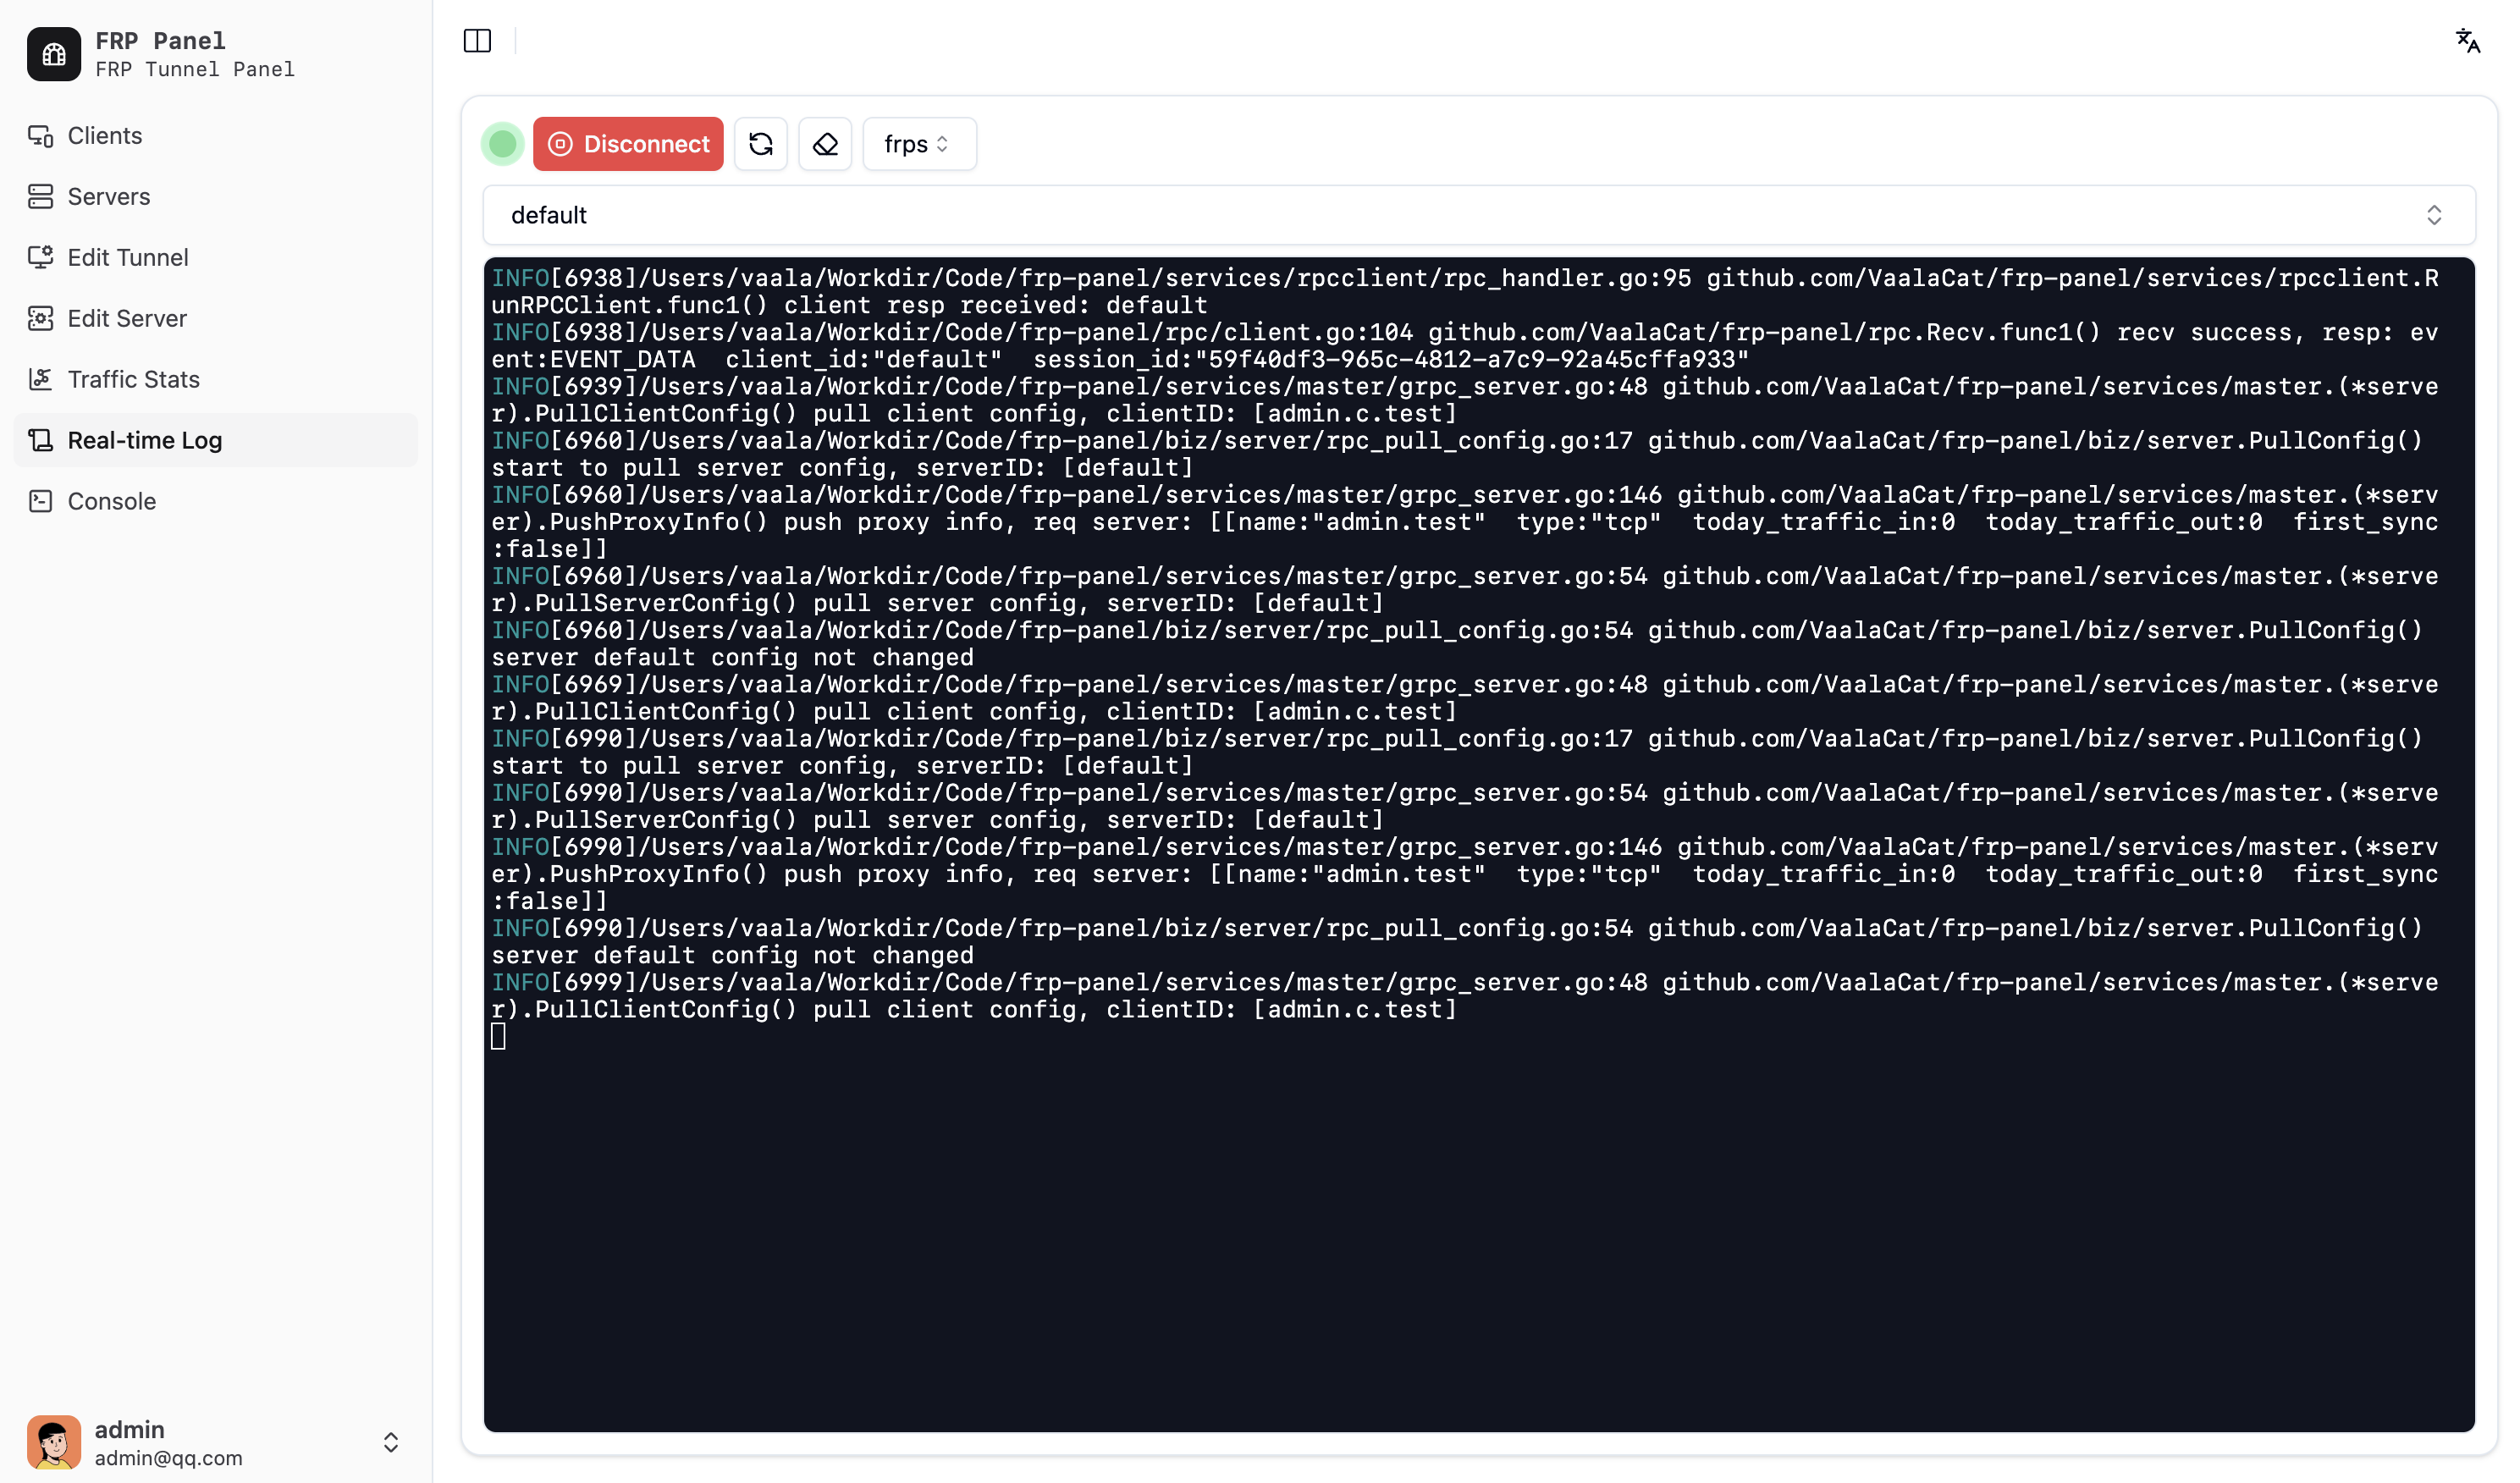 FRP Panel
FRP Tunnel Panel
Clients
Servers
Edit Tunnel
Edit Server
Traffic Stats
Real-time Log
Console
admin
admin@qq.com
Disconnect
frps
default
INFO[6938]/Users/vaala/Workdir/Code/frp-panel/services/rpcclient/rpc_handler.go:95 github.com/VaalaCat/frp-panel/services/rpcclient.R
unRPCClient.func1() client resp received: default
INFO[6938]/Users/vaala/Workdir/Code/frp-panel/rpc/client.go:104 github.com/VaalaCat/frp-panel/rpc.Recv.func1() recv success, resp: ev
ent:EVENT_DATA  client_id:"default"  session_id:"59f40df3-965c-4812-a7c9-92a45cffa933"
INFO[6939]/Users/vaala/Workdir/Code/frp-panel/services/master/grpc_server.go:48 github.com/VaalaCat/frp-panel/services/master.(*serve
r).PullClientConfig() pull client config, clientID: [admin.c.test]
INFO[6960]/Users/vaala/Workdir/Code/frp-panel/biz/server/rpc_pull_config.go:17 github.com/VaalaCat/frp-panel/biz/server.PullConfig()
start to pull server config, serverID: [default]
INFO[6960]/Users/vaala/Workdir/Code/frp-panel/services/master/grpc_server.go:146 github.com/VaalaCat/frp-panel/services/master.(*serv
er).PushProxyInfo() push proxy info, req server: [[name:"admin.test"  type:"tcp"  today_traffic_in:0  today_traffic_out:0  first_sync
:false]]
INFO[6960]/Users/vaala/Workdir/Code/frp-panel/services/master/grpc_server.go:54 github.com/VaalaCat/frp-panel/services/master.(*serve
r).PullServerConfig() pull server config, serverID: [default]
INFO[6960]/Users/vaala/Workdir/Code/frp-panel/biz/server/rpc_pull_config.go:54 github.com/VaalaCat/frp-panel/biz/server.PullConfig()
server default config not changed
INFO[6969]/Users/vaala/Workdir/Code/frp-panel/services/master/grpc_server.go:48 github.com/VaalaCat/frp-panel/services/master.(*serve
r).PullClientConfig() pull client config, clientID: [admin.c.test]
INFO[6990]/Users/vaala/Workdir/Code/frp-panel/biz/server/rpc_pull_config.go:17 github.com/VaalaCat/frp-panel/biz/server.PullConfig()
start to pull server config, serverID: [default]
INFO[6990]/Users/vaala/Workdir/Code/frp-panel/services/master/grpc_server.go:54 github.com/VaalaCat/frp-panel/services/master.(*serve
r).PullServerConfig() pull server config, serverID: [default]
INFO[6990]/Users/vaala/Workdir/Code/frp-panel/services/master/grpc_server.go:146 github.com/VaalaCat/frp-panel/services/master.(*serv
er).PushProxyInfo() push proxy info, req server: [[name:"admin.test"  type:"tcp"  today_traffic_in:0  today_traffic_out:0  first_sync
:false]]
INFO[6990]/Users/vaala/Workdir/Code/frp-panel/biz/server/rpc_pull_config.go:54 github.com/VaalaCat/frp-panel/biz/server.PullConfig()
server default config not changed
INFO[6999]/Users/vaala/Workdir/Code/frp-panel/services/master/grpc_server.go:48 github.com/VaalaCat/frp-panel/services/master.(*serve
r).PullClientConfig() pull client config, clientID: [admin.c.test]